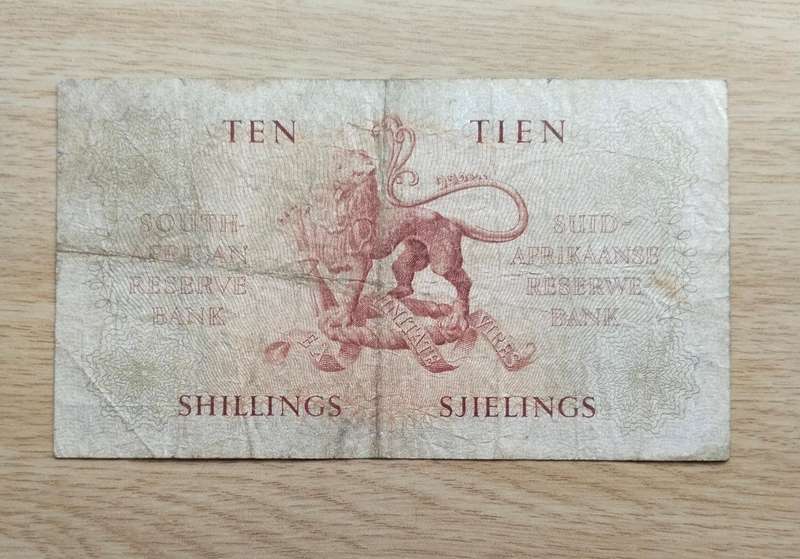 TEN
TIEN
SOUTH-
AFRICAN
RESERVE
BANK
SUID-
AFRIKAANSE
RESERWE
BANK
EX UNITATE VIRES
SHILLINGS
SJIELINGS